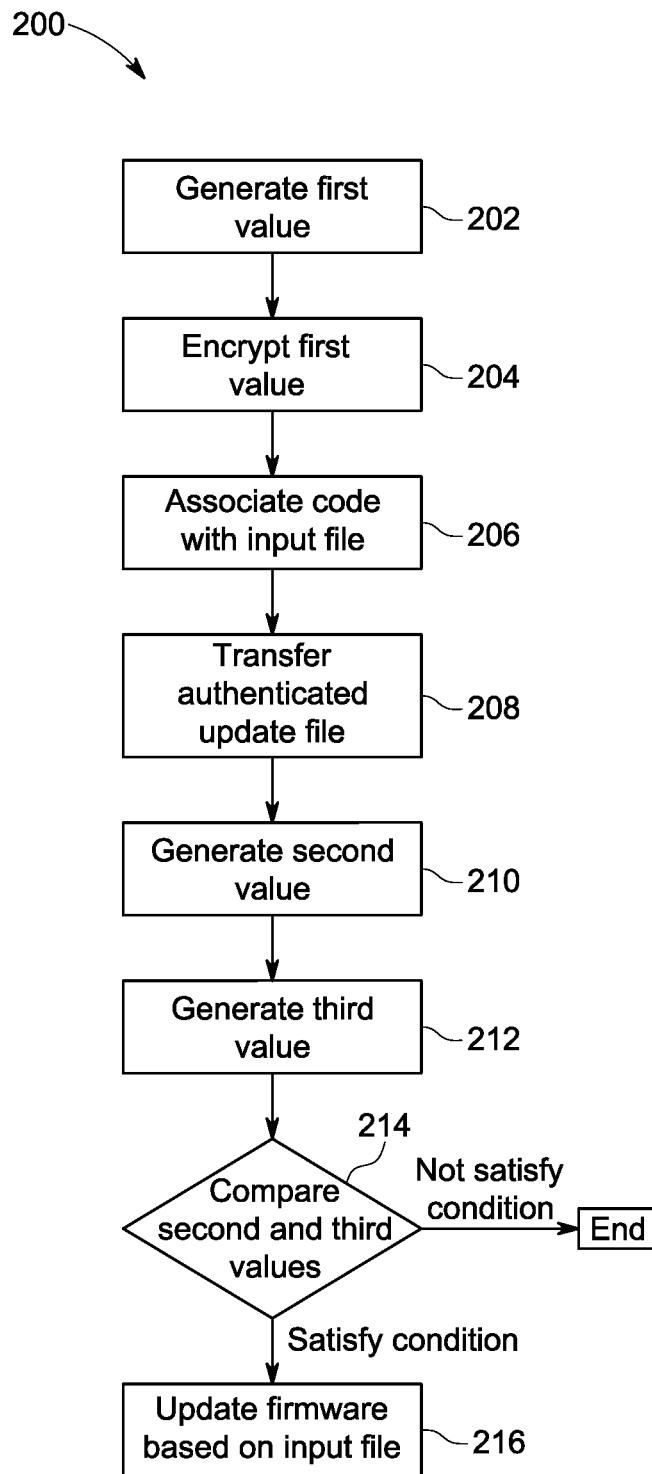 200
Generate first
value
202
Encrypt first
value
204
Associate code
with input file
206
Transfer
authenticated
update file
208
Generate second
value
210
Generate third
value
212
214
Compare
second and third
values
Not satisfy
condition
End
Satisfy condition
Update firmware
based on input file
216